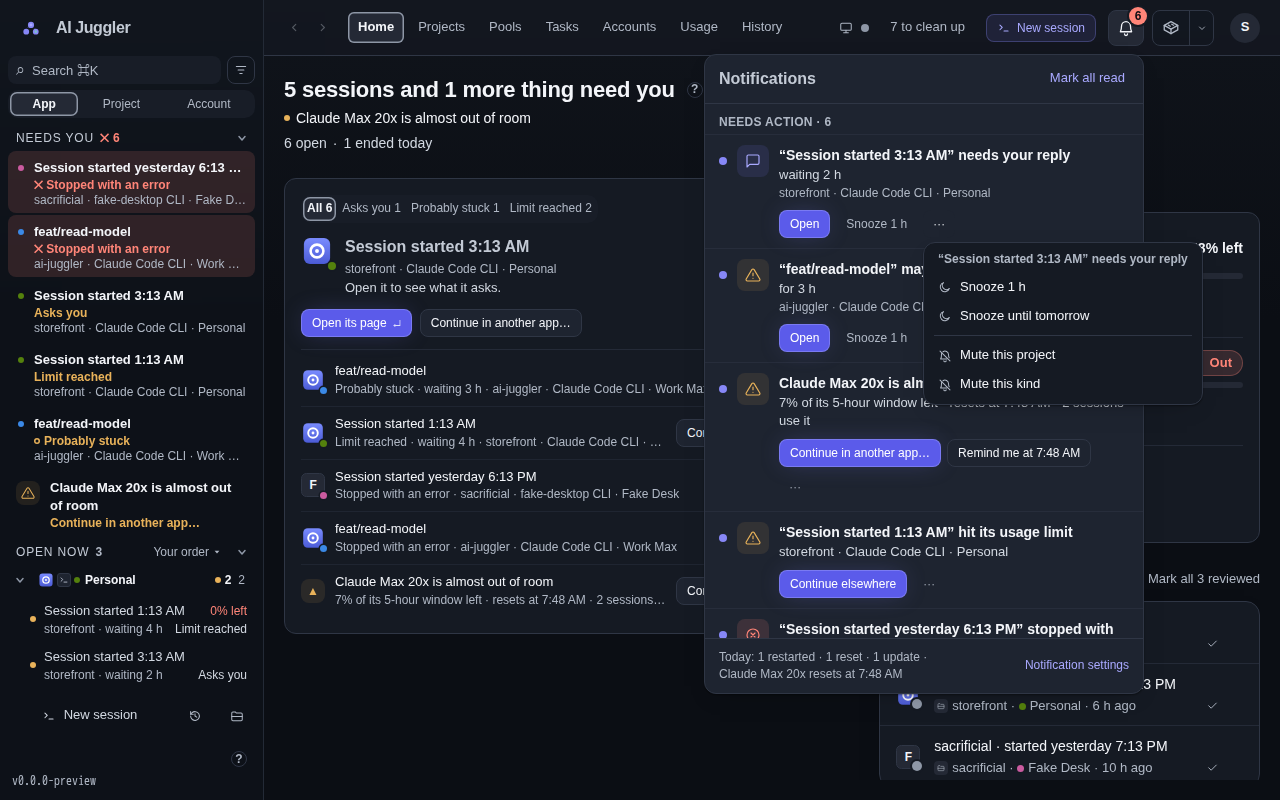 AI Juggler
Search ⌘K
App
Project
Account
NEEDS YOU 6
Session started yesterday 6:13 …
Stopped with an error
sacrificial · fake-desktop CLI · Fake D…
feat/read-model
Stopped with an error
ai-juggler · Claude Code CLI · Work …
Session started 3:13 AM
Asks you
storefront · Claude Code CLI · Personal
Session started 1:13 AM
Limit reached
storefront · Claude Code CLI · Personal
feat/read-model
Probably stuck
ai-juggler · Claude Code CLI · Work …
Claude Max 20x is almost out
of room
Continue in another app…
OPEN NOW 3
Your order
Personal
2 2
Session started 1:13 AM
0% left
storefront · waiting 4 h
Limit reached
Session started 3:13 AM
storefront · waiting 2 h
Asks you
New session
?
v0.0.0-preview
Home
Projects
Pools
Tasks
Accounts
Usage
History
7 to clean up
New session
6
S
5 sessions and 1 more thing need you ?
Claude Max 20x is almost out of room
6 open · 1 ended today
All 6
Asks you 1
Probably stuck 1
Limit reached 2
Session started 3:13 AM
storefront · Claude Code CLI · Personal
Open it to see what it asks.
Open its page
Continue in another app…
feat/read-model
Probably stuck · waiting 3 h · ai-juggler · Claude Code CLI · Work Max
Session started 1:13 AM
Limit reached · waiting 4 h · storefront · Claude Code CLI · …
F
Session started yesterday 6:13 PM
Stopped with an error · sacrificial · fake-desktop CLI · Fake Desk
feat/read-model
Stopped with an error · ai-juggler · Claude Code CLI · Work Max
Claude Max 20x is almost out of room
7% of its 5-hour window left · resets at 7:48 AM · 2 sessions…
Notifications
Mark all read
NEEDS ACTION · 6
“Session started 3:13 AM” needs your reply
waiting 2 h
storefront · Claude Code CLI · Personal
Open
Snooze 1 h
…
“feat/read-model” may
for 3 h
ai-juggler · Claude Code
Open
Snooze 1 h
Claude Max 20x is
7% of its 5-hour window
use it
Continue in another app…
Remind me at 7:48 AM
…
“Session started 1:13 AM” hit its usage limit
storefront · Claude Code CLI · Personal
Continue elsewhere
…
“Session started yesterday 6:13 PM” stopped with
Today: 1 restarted · 1 reset · 1 update ·
Claude Max 20x resets at 7:48 AM
Notification settings
“Session started 3:13 AM” needs your reply
Snooze 1 h
Snooze until tomorrow
Mute this project
Mute this kind
% left
Out
Mark all 3 reviewed
PM
storefront · Personal · 6 h ago
F
sacrificial · started yesterday 7:13 PM
sacrificial · Fake Desk · 10 h ago